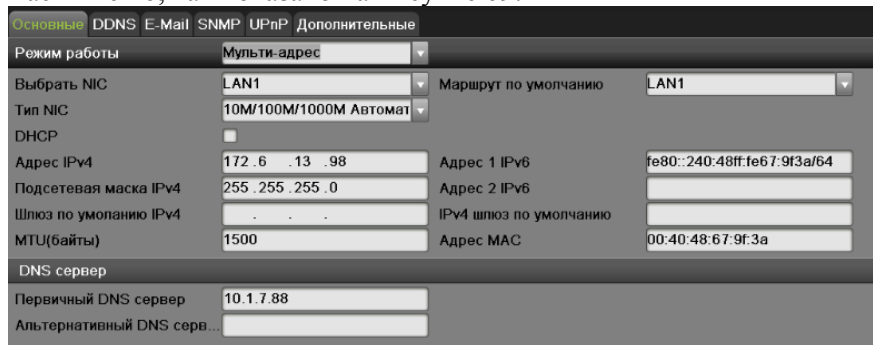 Основные DDNS E-Mail SNMP UPnP Дополнительные
Режим работы Мульти-адрес
Выбрать NIC LAN1 Маршрут по умолчанию LAN1
Тип NIC 10M/100M/1000M Автомат
DHCP
Адрес IPv4 172 .6 .13 .98 Адрес 1 IPv6 fe80::240:48ff:fe67:9f3a/64
Подсетевая маска IPv4 255 .255 .255 .0 Адрес 2 IPv6
Шлюз по умоланию IPv4 . . . IPv4 шлюз по умолчанию
MTU(байты) 1500 Адрес MAC 00:40:48:67:9f:3a
DNS сервер
Первичный DNS сервер 10.1.7.88
Альтернативный DNS серв...